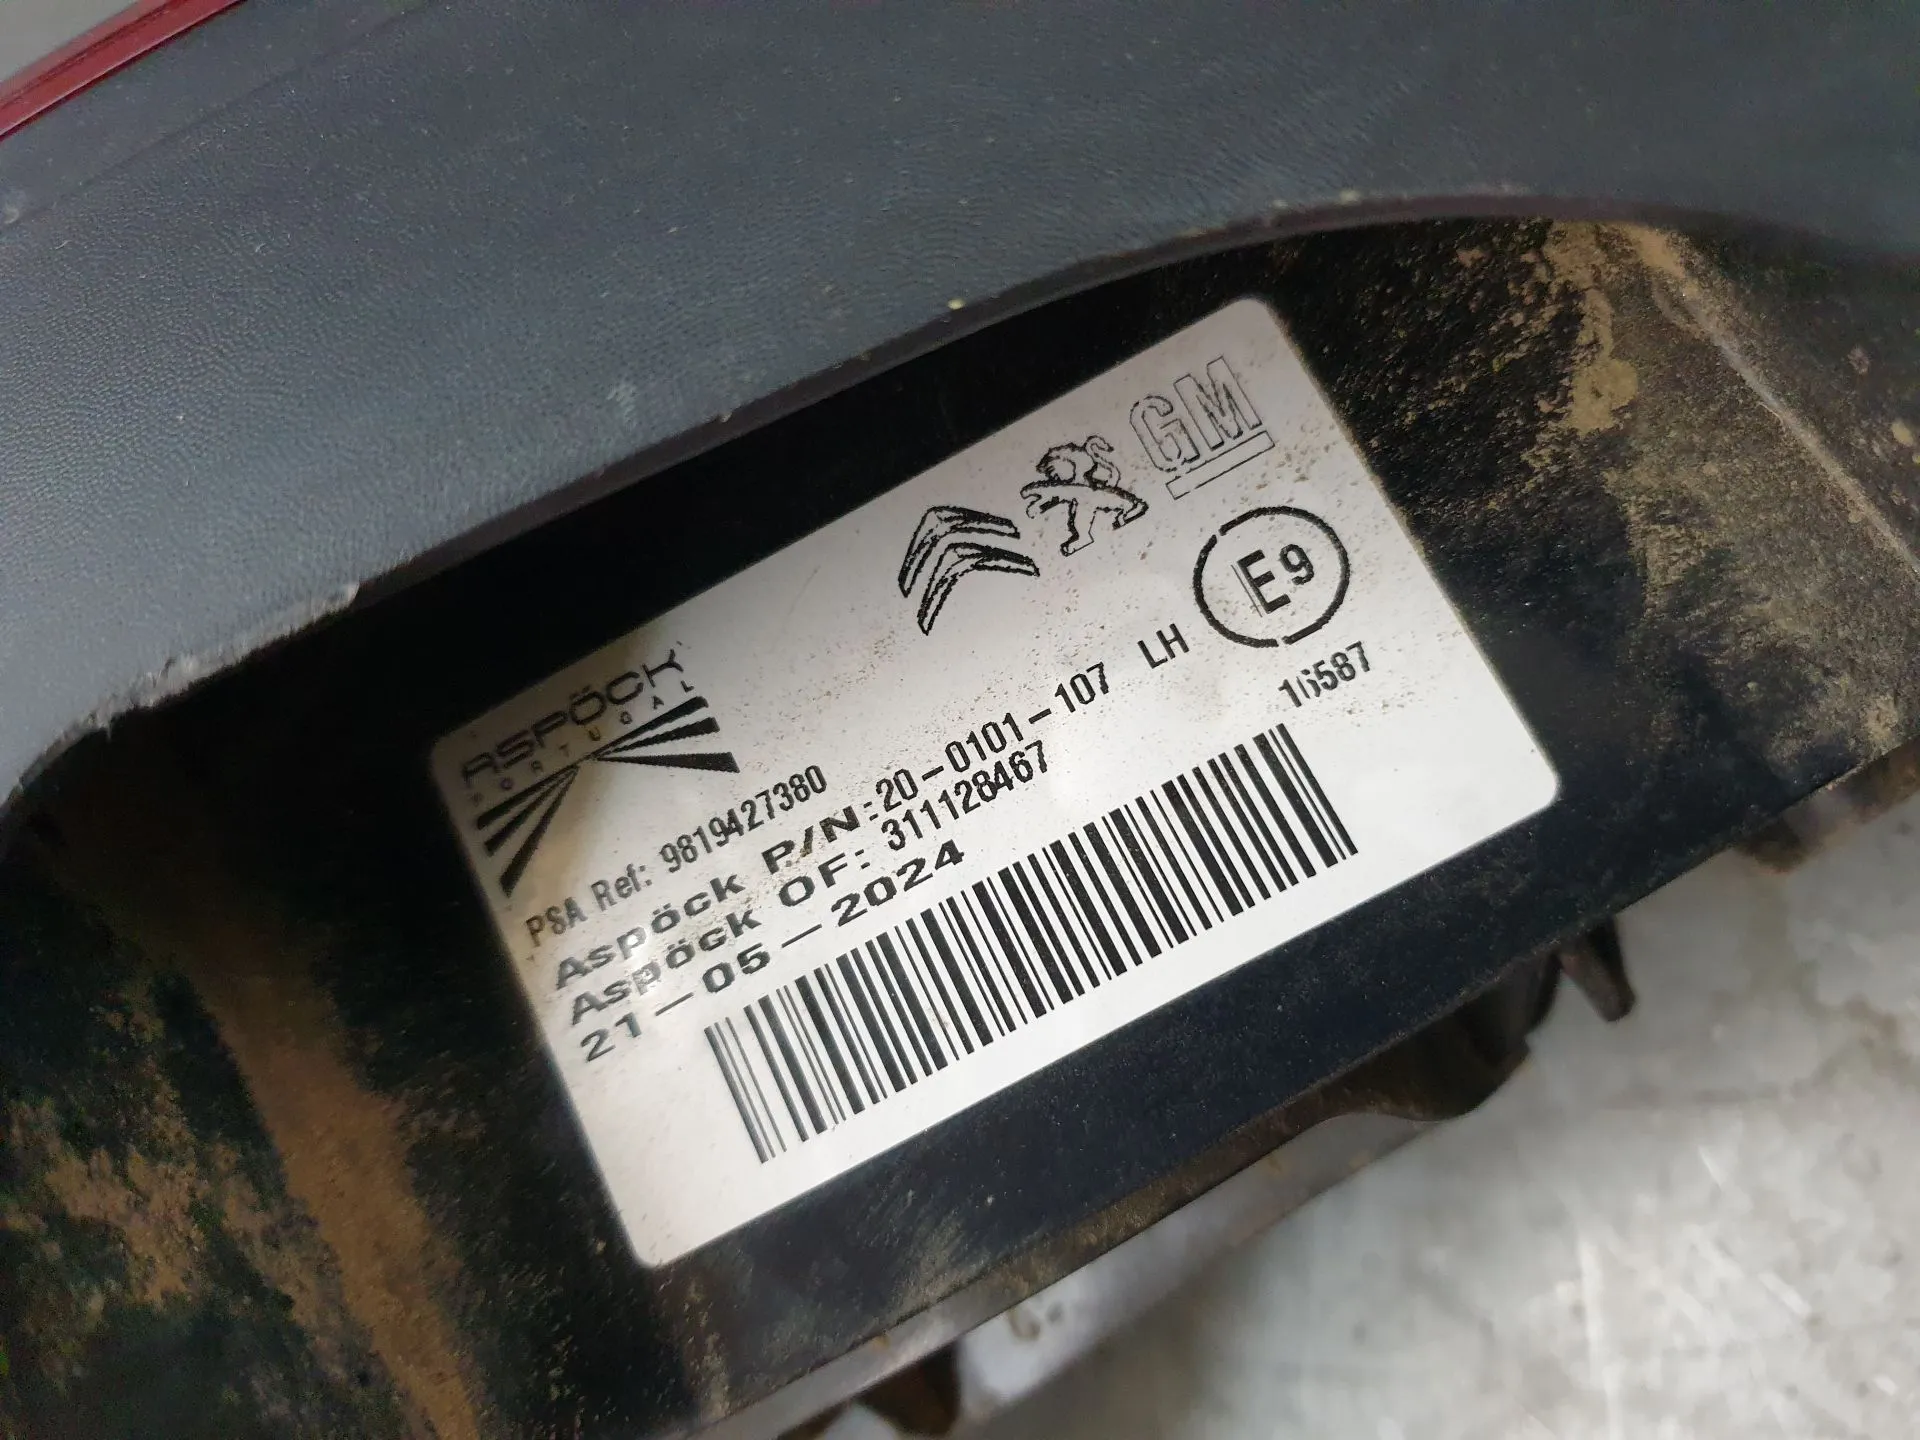 GM
E9
16587
ASPÖCK
PORTUGAL
PSA Ref: 9819427380
Aspöck P/N:20-0101-107 LH
Aspöck OF: 311128467
21-05-2024